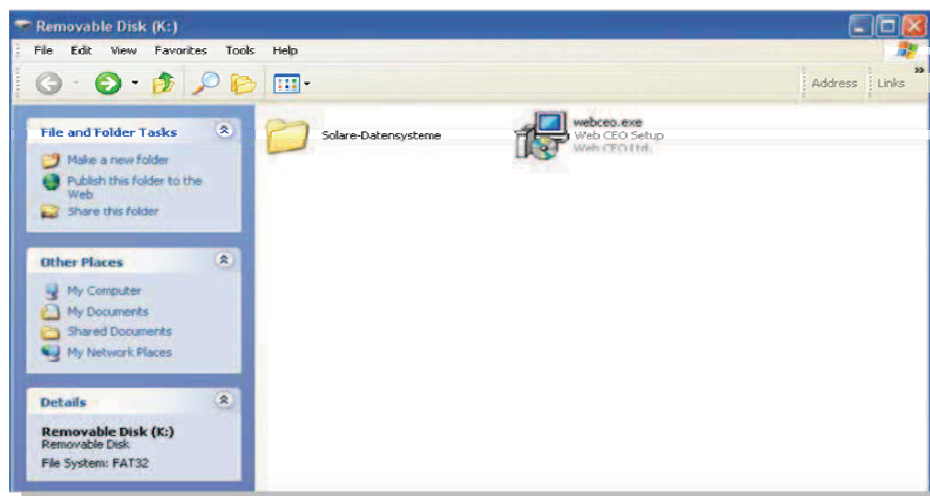 Removable Disk (K:)
File Edit View Favorites Tools Help
Address Links
File and Folder Tasks
Make a new folder
Publish this folder to the
Web
Share this folder
Other Places
My Computer
My Documents
Shared Documents
My Network Places
Details
Removable Disk (K:)
Removable Disk
File System: FAT32
Solare-Datensysteme
webceo.exe
Web CEO Setup
Web CEO Ltd.